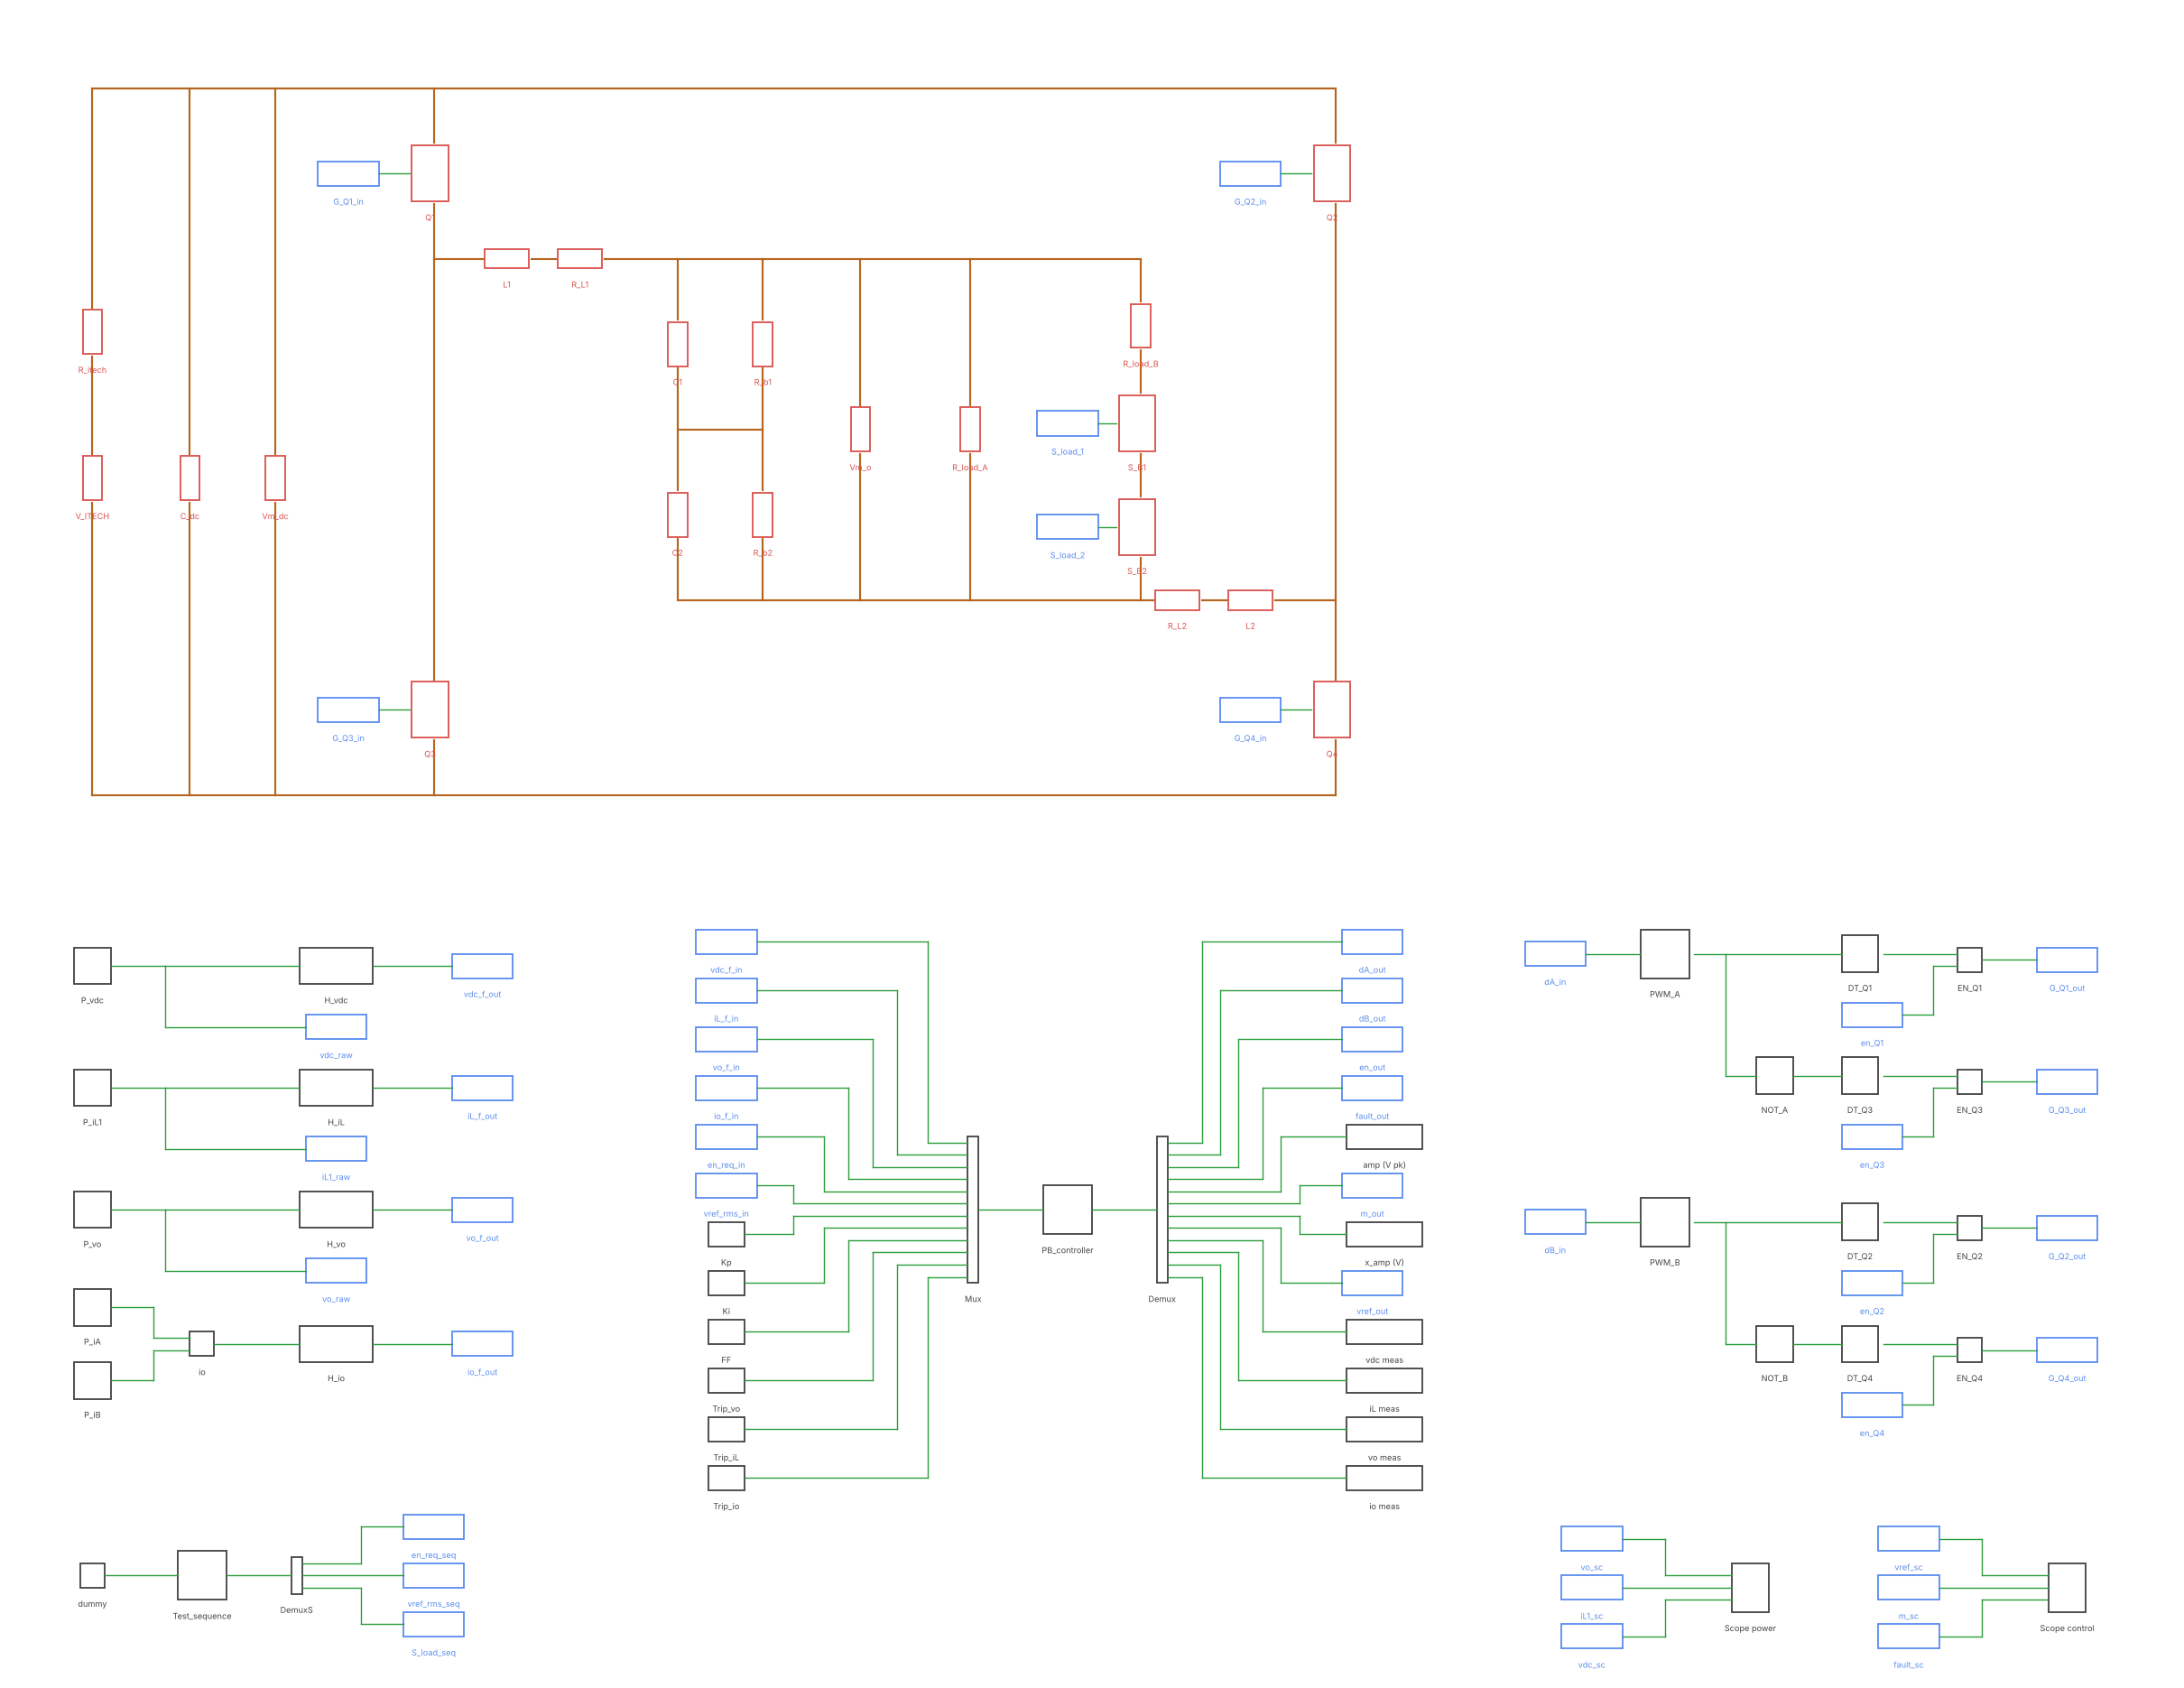 G_Q1_in
Q1
G_Q2_in
Q2
L1
R_L1
R_itech
C1
R_b1
R_load_B
S_load_1
Vm_o
R_load_A
S_B1
V_ITECH
C_dc
Vm_dc
C2
R_b2
S_load_2
S_B2
R_L2
L2
G_Q3_in
Q3
G_Q4_in
Q4
P_vdc
H_vdc
vdc_f_out
vdc_raw
P_iL1
H_iL
iL_f_out
iL1_raw
P_vo
H_vo
vo_f_out
vo_raw
P_iA
io
H_io
io_f_out
P_iB
vdc_f_in
iL_f_in
vo_f_in
io_f_in
en_req_in
vref_rms_in
Kp
Ki
FF
Trip_vo
Trip_iL
Trip_io
Mux
PB_controller
Demux
dA_out
dB_out
en_out
fault_out
amp (V pk)
m_out
x_amp (V)
vref_out
vdc meas
iL meas
vo meas
io meas
dA_in
PWM_A
DT_Q1
EN_Q1
G_Q1_out
en_Q1
NOT_A
DT_Q3
EN_Q3
G_Q3_out
en_Q3
dB_in
PWM_B
DT_Q2
EN_Q2
G_Q2_out
en_Q2
NOT_B
DT_Q4
EN_Q4
G_Q4_out
en_Q4
dummy
Test_sequence
DemuxS
en_req_seq
vref_rms_seq
S_load_seq
vo_sc
iL1_sc
vdc_sc
Scope power
vref_sc
m_sc
fault_sc
Scope control